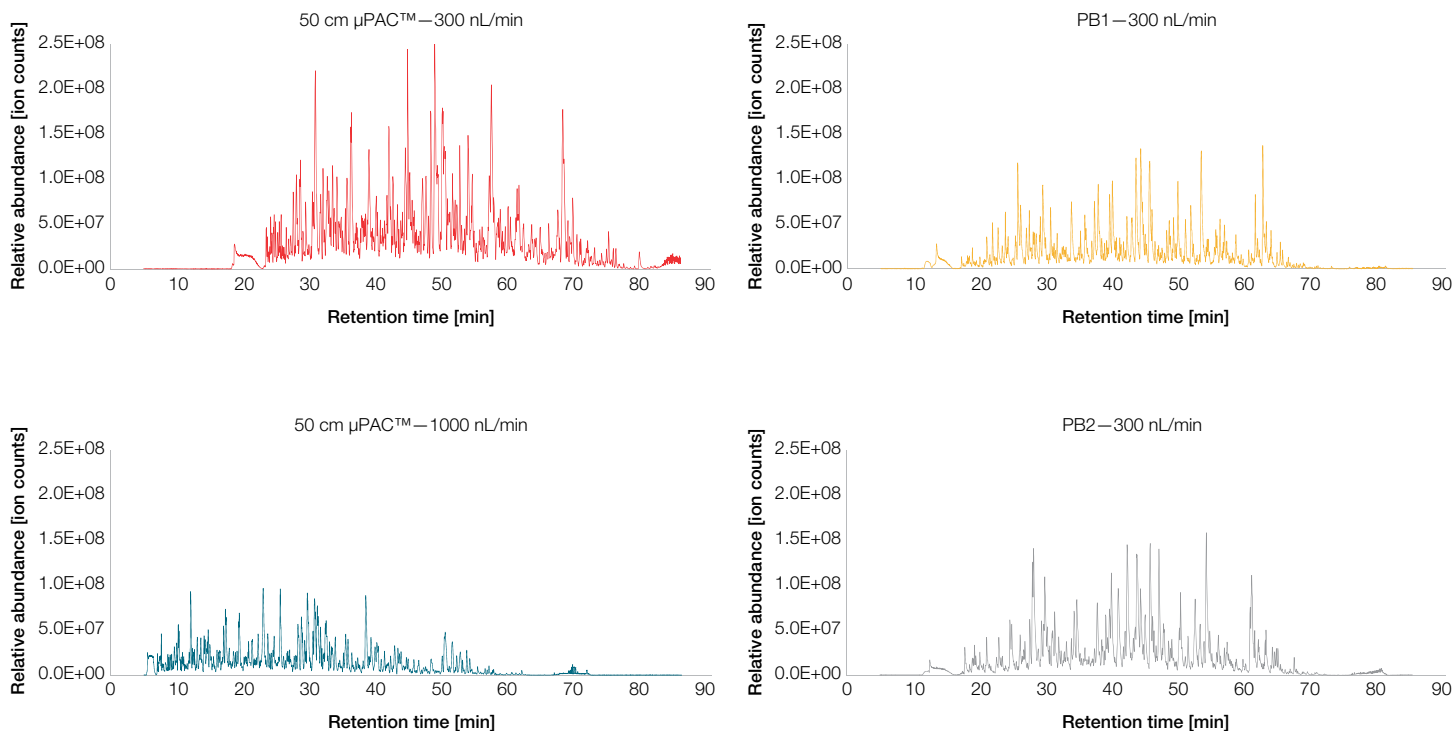 50 cm µPAC™—300 nL/min
Relative abundance [ion counts]
2.5E+08
2.0E+08
1.5E+08
1.0E+08
5.0E+07
0.0E+00
0 10 20 30 40 50 60 70 80 90
Retention time [min]
PB1—300 nL/min
Relative abundance [ion counts]
2.5E+08
2.0E+08
1.5E+08
1.0E+08
5.0E+07
0.0E+00
0 10 20 30 40 50 60 70 80 90
Retention time [min]
50 cm µPAC™—1000 nL/min
Relative abundance [ion counts]
2.5E+08
2.0E+08
1.5E+08
1.0E+08
5.0E+07
0.0E+00
0 10 20 30 40 50 60 70 80 90
Retention time [min]
PB2—300 nL/min
Relative abundance [ion counts]
2.5E+08
2.0E+08
1.5E+08
1.0E+08
5.0E+07
0.0E+00
0 10 20 30 40 50 60 70 80 90
Retention time [min]